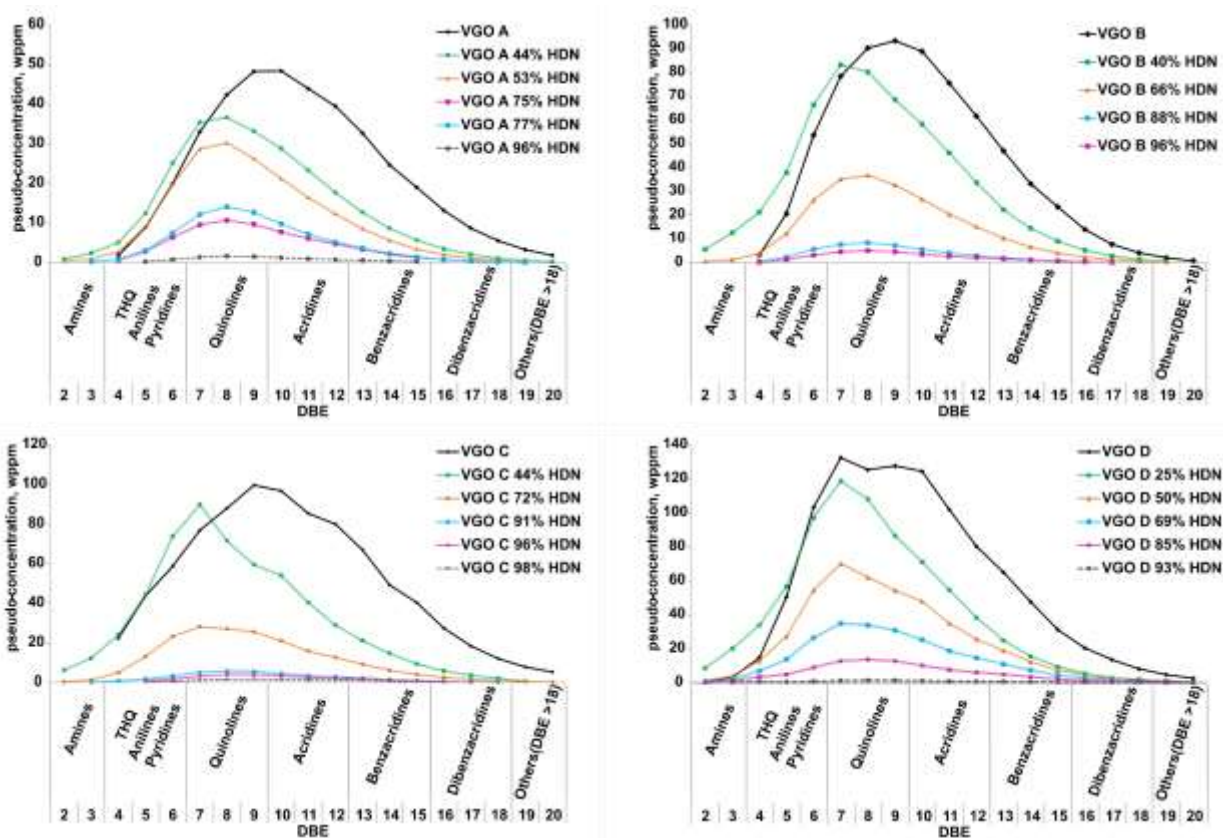 pseudo-concentration, wppm
60
50
40
30
20
10
0
VGO A
VGO A 44% HDN
VGO A 53% HDN
VGO A 75% HDN
VGO A 77% HDN
VGO A 96% HDN
Amines
THQ
Anilines
Pyridines
Quinolines
Acridines
Benzacridines
Dibenzacridines
Others(DBE >18)
2 3 4 5 6 7 8 9 10 11 12 13 14 15 16 17 18 19 20
DBE
pseudo-concentration, wppm
100
90
80
70
60
50
40
30
20
10
0
VGO B
VGO B 40% HDN
VGO B 66% HDN
VGO B 88% HDN
VGO B 96% HDN
Amines
THQ
Anilines
Pyridines
Quinolines
Acridines
Benzacridines
Dibenzacridines
Others(DBE >18)
2 3 4 5 6 7 8 9 10 11 12 13 14 15 16 17 18 19 20
DBE
pseudo-concentration, wppm
120
100
80
60
40
20
0
VGO C
VGO C 44% HDN
VGO C 72% HDN
VGO C 91% HDN
VGO C 96% HDN
VGO C 98% HDN
Amines
THQ
Anilines
Pyridines
Quinolines
Acridines
Benzacridines
Dibenzacridines
Others(DBE >18)
2 3 4 5 6 7 8 9 10 11 12 13 14 15 16 17 18 19 20
DBE
pseudo-concentration, wppm
140
120
100
80
60
40
20
0
VGO D
VGO D 25% HDN
VGO D 50% HDN
VGO D 69% HDN
VGO D 85% HDN
VGO D 93% HDN
Amines
THQ
Anilines
Pyridines
Quinolines
Acridines
Benzacridines
Dibenzacridines
Others(DBE >18)
2 3 4 5 6 7 8 9 10 11 12 13 14 15 16 17 18 19 20
DBE